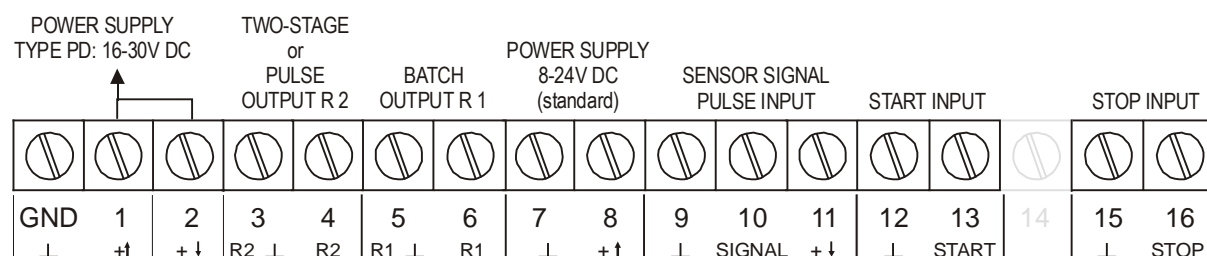 POWER SUPPLY
TYPE PD: 16-30V DC
TWO-STAGE
or
PULSE
OUTPUT R 2
BATCH
OUTPUT R 1
POWER SUPPLY
8-24V DC
(standard)
SENSOR SIGNAL
PULSE INPUT
START INPUT
STOP INPUT
GND 1 2 3 4 5 6 7 8 9 10 11 12 13 14 15 16
⊥ +↑ +↓ R2 ⊥ R2 R1 ⊥ R1 ⊥ +↑ ⊥ SIGNAL +↓ ⊥ START ⊥ STOP